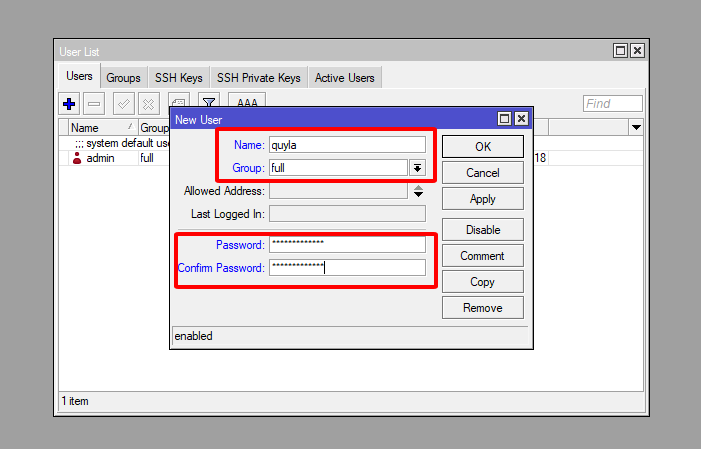 User List
Users Groups SSH Keys SSH Private Keys Active Users
AAA Find
Name Group
;;; system default use
admin full 18
New User
Name: quyla
Group: full
Allowed Address:
Last Logged In:
Password: *************
Confirm Password: *************
OK
Cancel
Apply
Disable
Comment
Copy
Remove
enabled
1 item